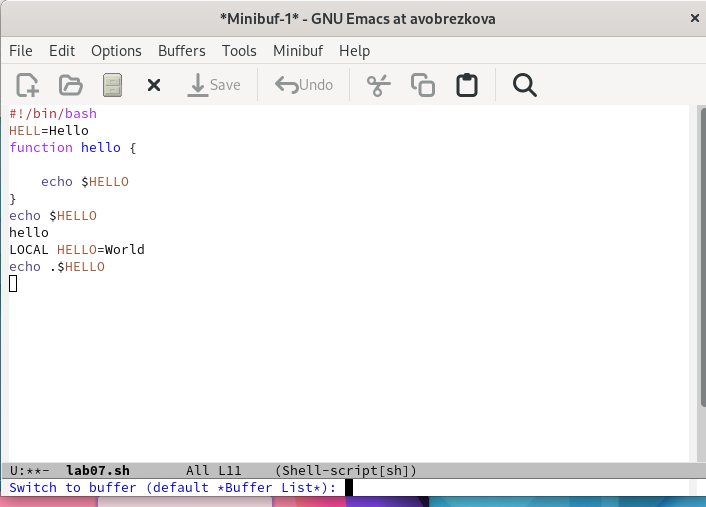 *Minibuf-1* - GNU Emacs at avobrezkova
File Edit Options Buffers Tools Minibuf Help
Save Undo
#!/bin/bash
HELL=Hello
function hello {
    echo $HELLO
}
echo $HELLO
hello
LOCAL HELLO=World
echo .$HELLO
U:**-  lab07.sh       All L11    (Shell-script[sh])
Switch to buffer (default *Buffer List*):